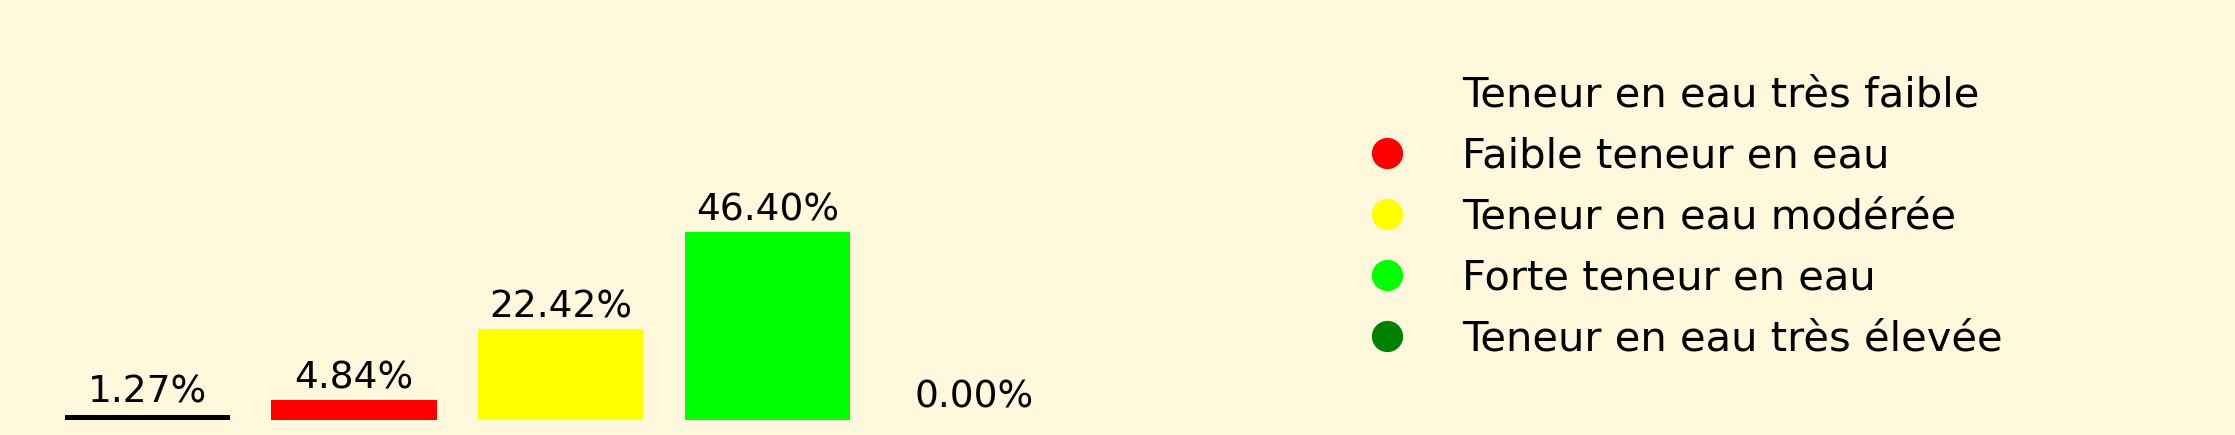 1.27%
4.84%
22.42%
46.40%
0.00%
Teneur en eau très faible
Faible teneur en eau
Teneur en eau modérée
Forte teneur en eau
Teneur en eau très élevée